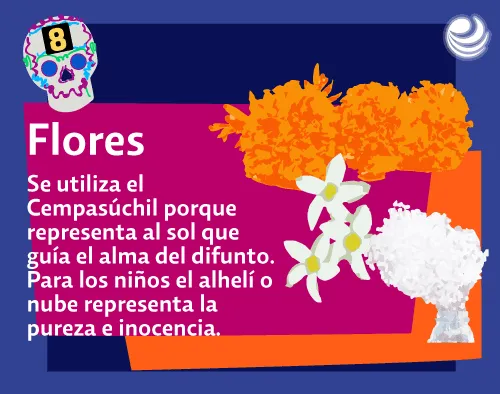 8
Flores
Se utiliza el
Cempasúchil porque
representa al sol que
guía el alma del difunto.
Para los niños el alhelí o
nube representa la
pureza e inocencia.